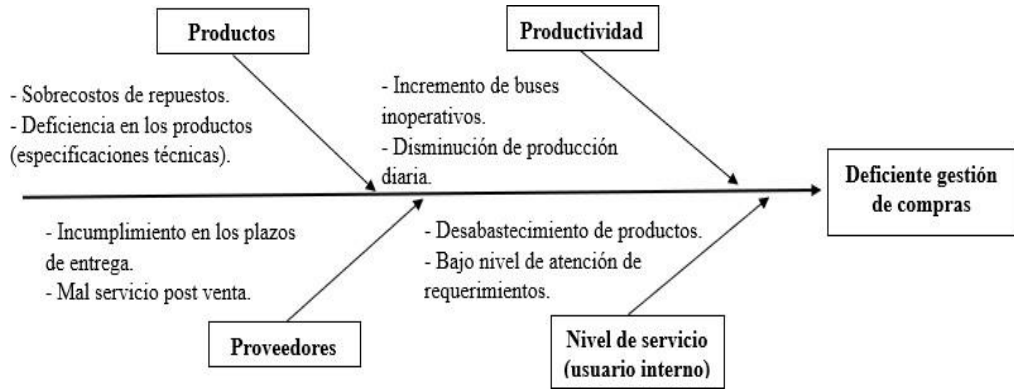 Productos
Productividad
- Sobrecostos de repuestos.
- Deficiencia en los productos
(especificaciones técnicas).
- Incremento de buses
inoperativos.
- Disminución de producción
diaria.
Deficiente gestión
de compras
- Incumplimiento en los plazos
de entrega.
- Mal servicio post venta.
- Desabastecimiento de productos.
- Bajo nivel de atención de
requerimientos.
Proveedores
Nivel de servicio
(usuario interno)